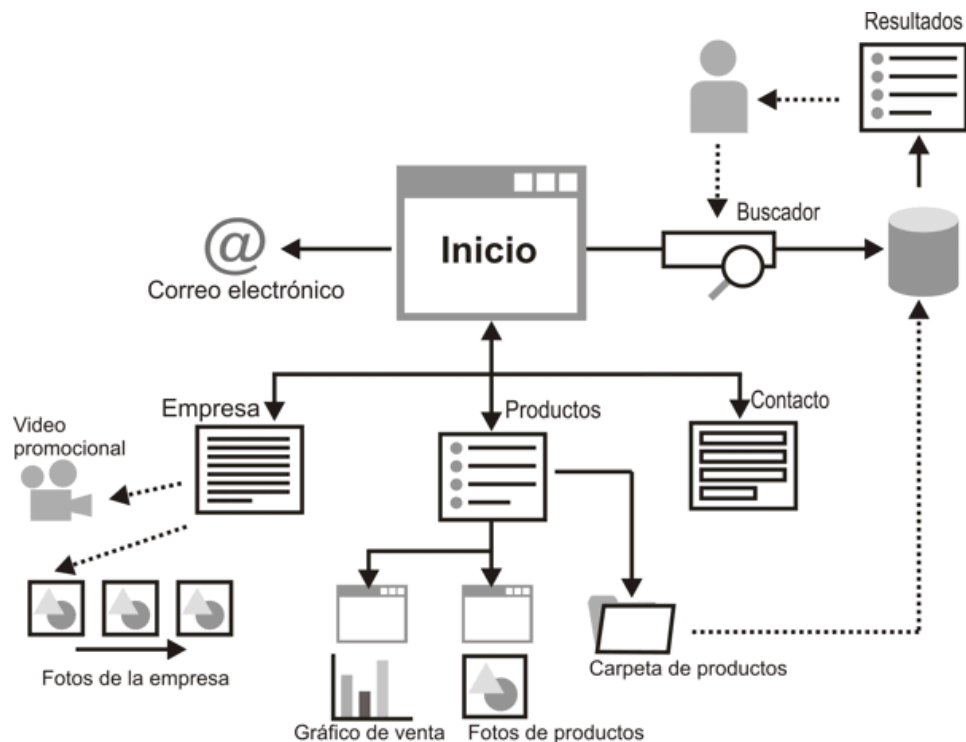 Resultados
Buscador
Inicio
@
Correo electrónico
Empresa
Productos
Contacto
Video
promocional
Carpeta de productos
Fotos de la empresa
Gráfico de venta
Fotos de productos